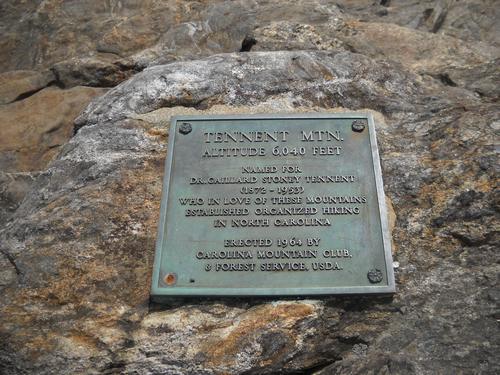 TENNENT MTN.
ALTITUDE 6,040 FEET
NAMED FOR
DR. GAILLARD STONEY TENNENT
(1872 - 1953)
WHO IN LOVE OF THESE MOUNTAINS
ESTABLISHED ORGANIZED HIKING
IN NORTH CAROLINA
ERECTED 1964 BY
CAROLINA MOUNTAIN CLUB,
& FOREST SERVICE, USDA.